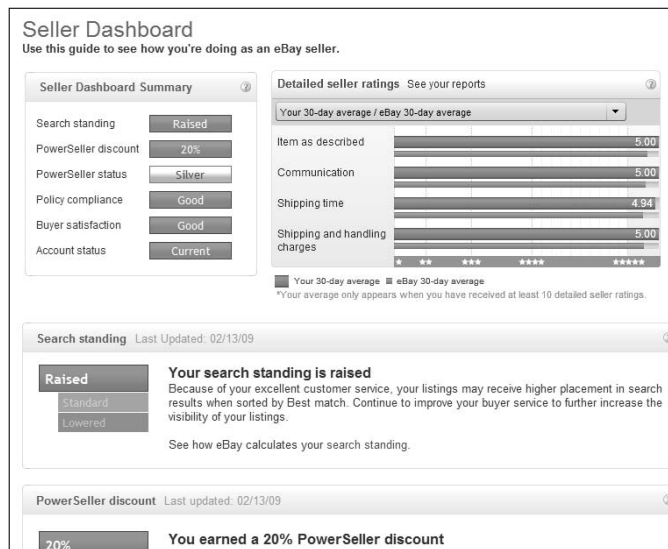 Seller Dashboard
Use this guide to see how you're doing as an eBay seller.
Seller Dashboard Summary ?
Search standing Raised
PowerSeller discount 20%
PowerSeller status Silver
Policy compliance Good
Buyer satisfaction Good
Account status Current
Detailed seller ratings See your reports ?
Your 30-day average / eBay 30-day average
Item as described 5.00
Communication 5.00
Shipping time 4.94
Shipping and handling 5.00
charges
Your 30-day average eBay 30-day average
*Your average only appears when you have received at least 10 detailed seller ratings.
Search standing Last Updated: 02/13/09
Raised
Standard
Lowered
Your search standing is raised
Because of your excellent customer service, your listings may receive higher placement in search
results when sorted by Best match. Continue to improve your buyer service to further increase the
visibility of your listings.
See how eBay calculates your search standing.
PowerSeller discount Last updated: 02/13/09
20%
You earned a 20% PowerSeller discount